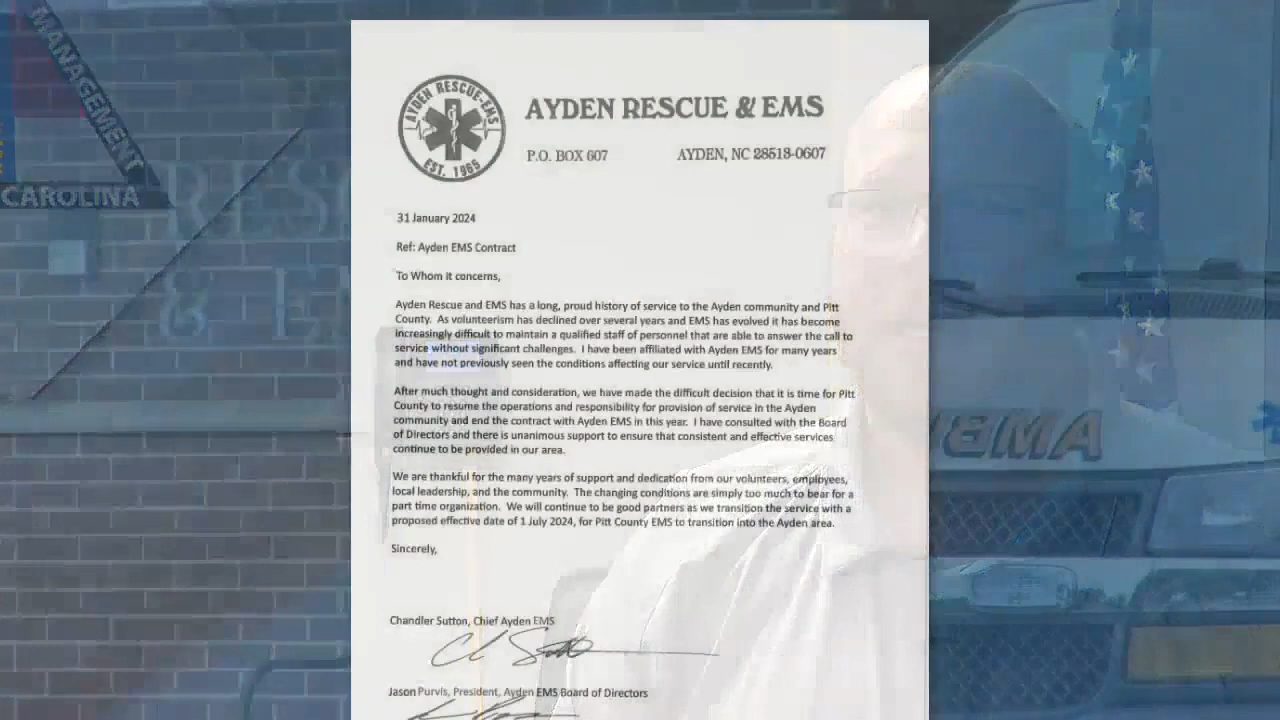 MANAGEMENT
CAROLINA
RES
& E
AYDEN RESCUE-EMS
EST. 1965
AYDEN RESCUE & EMS
P.O. BOX 607 AYDEN, NC 28513-0607
31 January 2024
Ref: Ayden EMS Contract
To Whom it concerns,
Ayden Rescue and EMS has a long, proud history of service to the Ayden community and Pitt
County. As volunteerism has declined over several years and EMS has evolved it has become
increasingly difficult to maintain a qualified staff of personnel that are able to answer the call to
service without significant challenges. I have been affiliated with Ayden EMS for many years
and have not previously seen the conditions affecting our service until recently.
After much thought and consideration, we have made the difficult decision that it is time for Pitt
County to resume the operations and responsibility for provision of service in the Ayden
community and end the contract with Ayden EMS in this year. I have consulted with the Board
of Directors and there is unanimous support to ensure that consistent and effective services
continue to be provided in our area.
We are thankful for the many years of support and dedication from our volunteers, employees,
local leadership, and the community. The changing conditions are simply too much to bear for a
part time organization. We will continue to be good partners as we transition the service with a
proposed effective date of 1 July 2024, for Pitt County EMS to transition into the Ayden area.
Sincerely,
Chandler Sutton, Chief Ayden EMS
Jason Purvis, President, Ayden EMS Board of Directors
AMBU